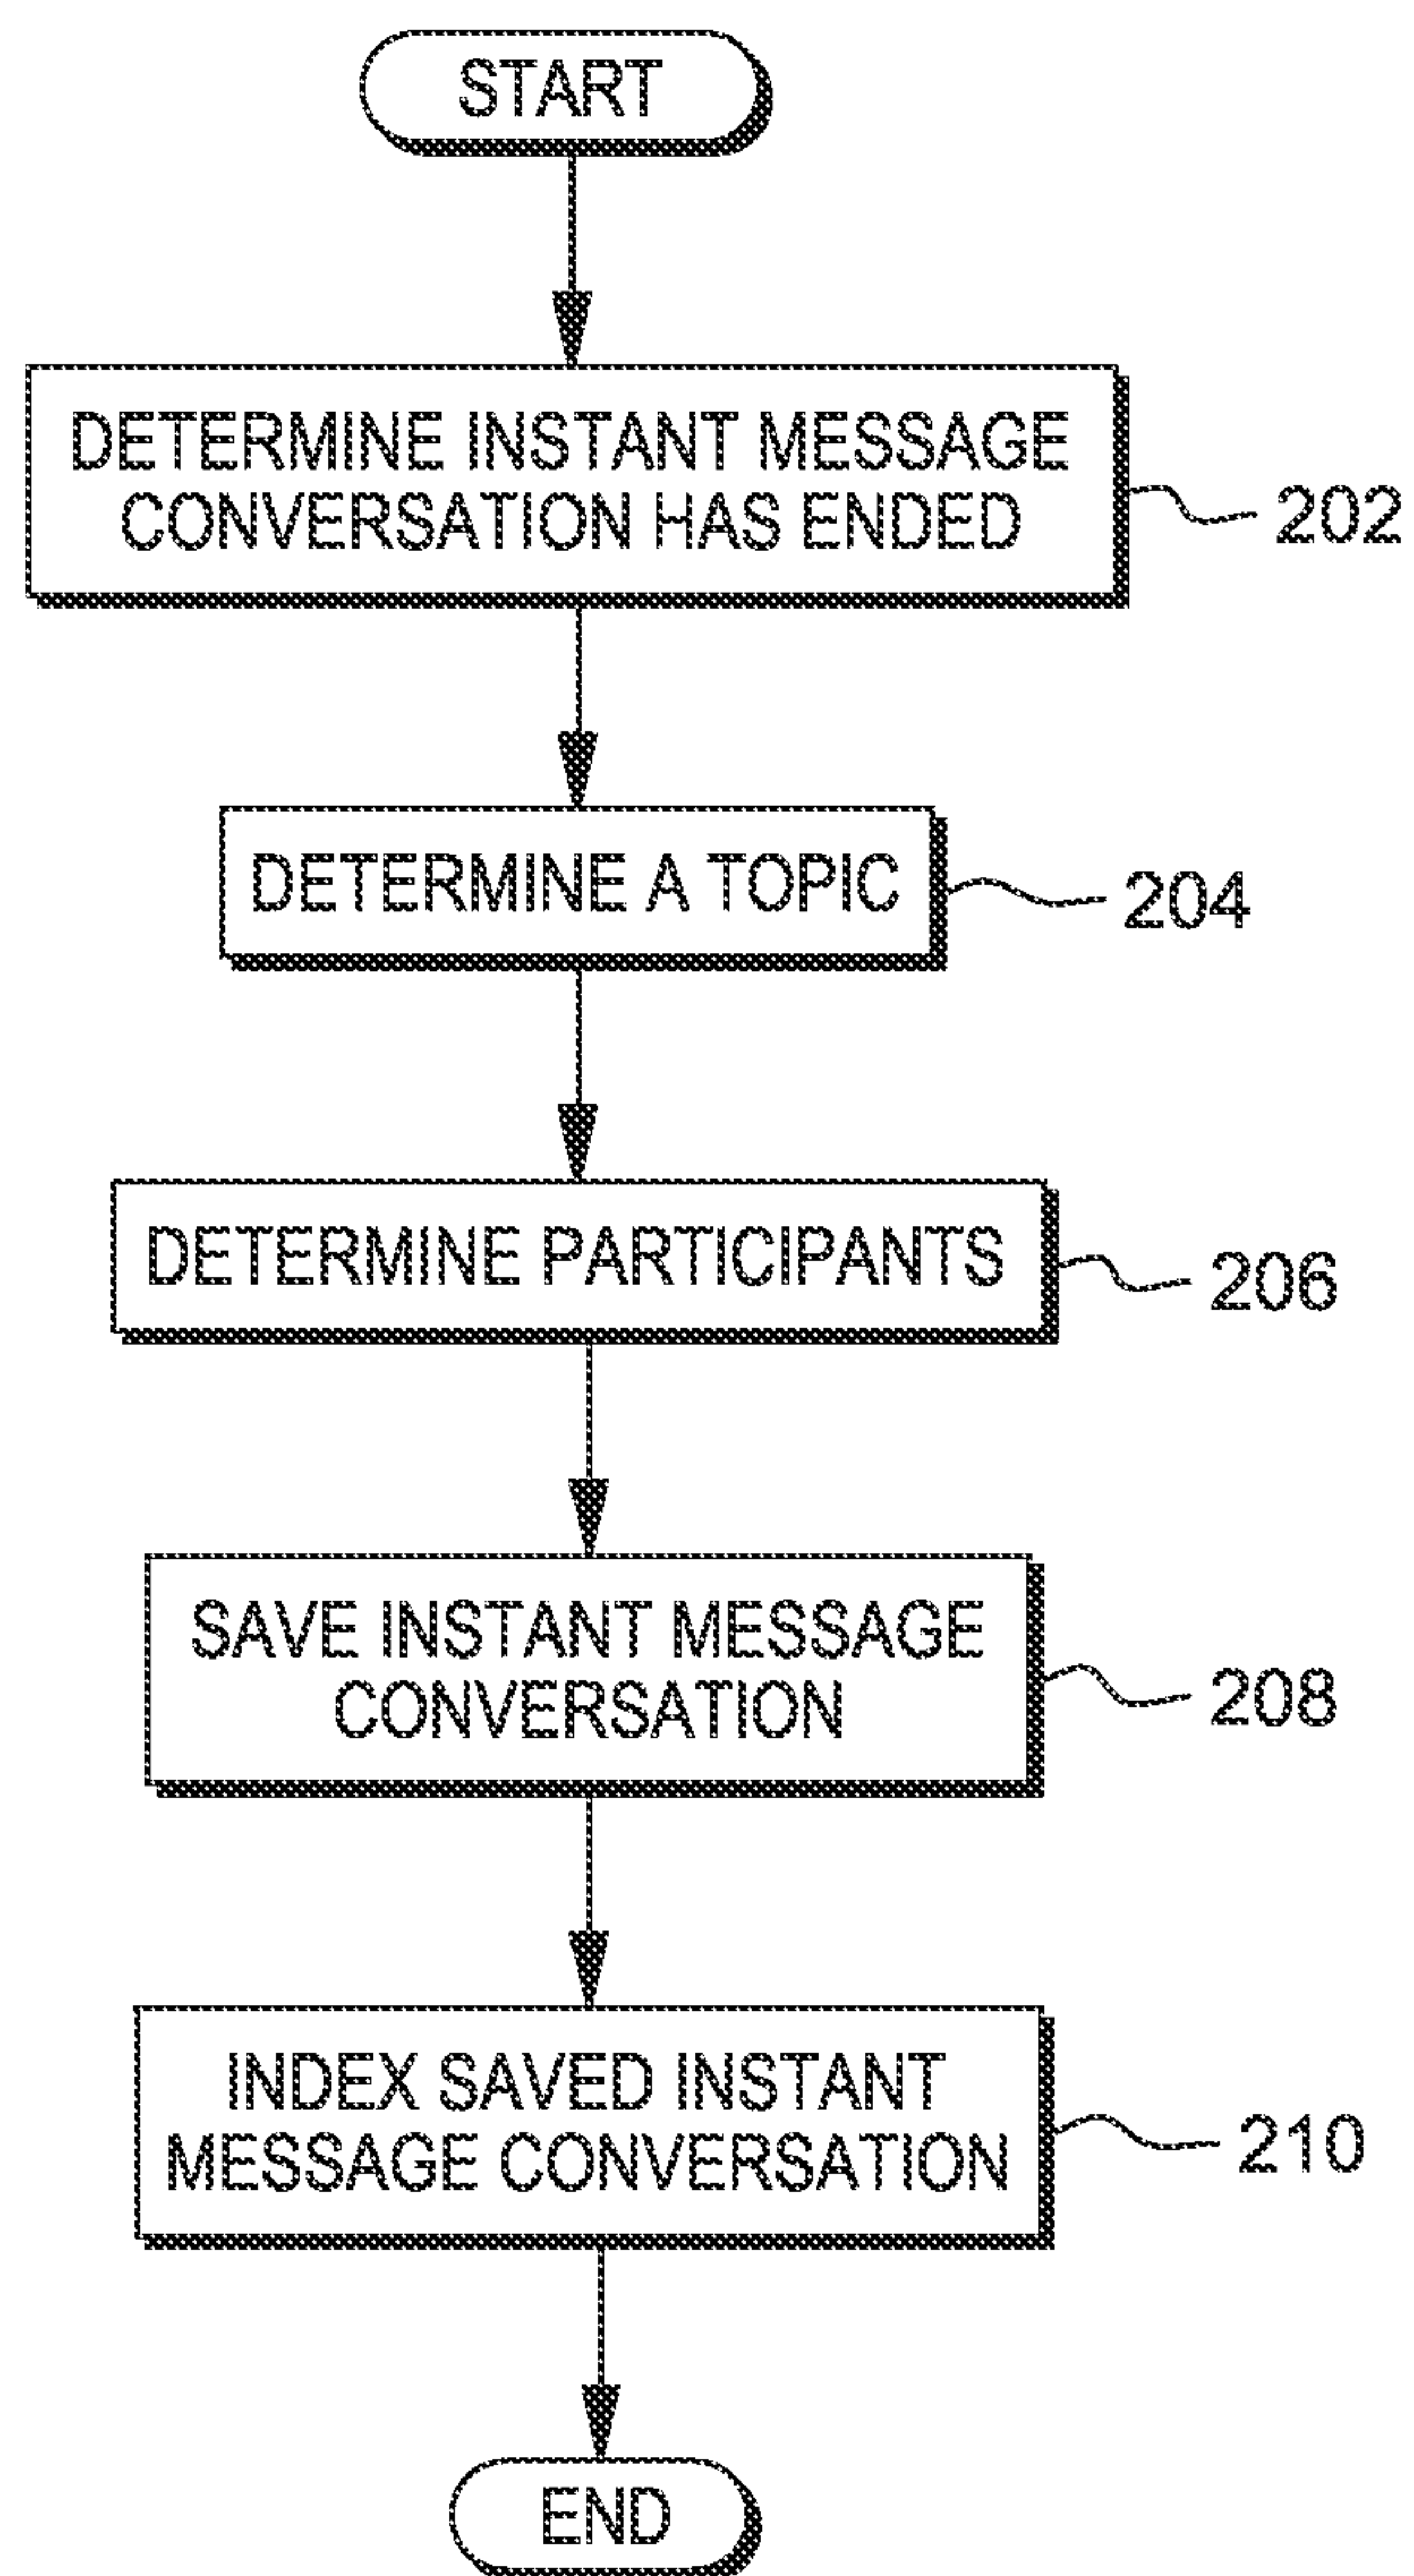 START
DETERMINE INSTANT MESSAGE
CONVERSATION HAS ENDED
202
DETERMINE A TOPIC
204
DETERMINE PARTICIPANTS
206
SAVE INSTANT MESSAGE
CONVERSATION
208
INDEX SAVED INSTANT
MESSAGE CONVERSATION
210
END